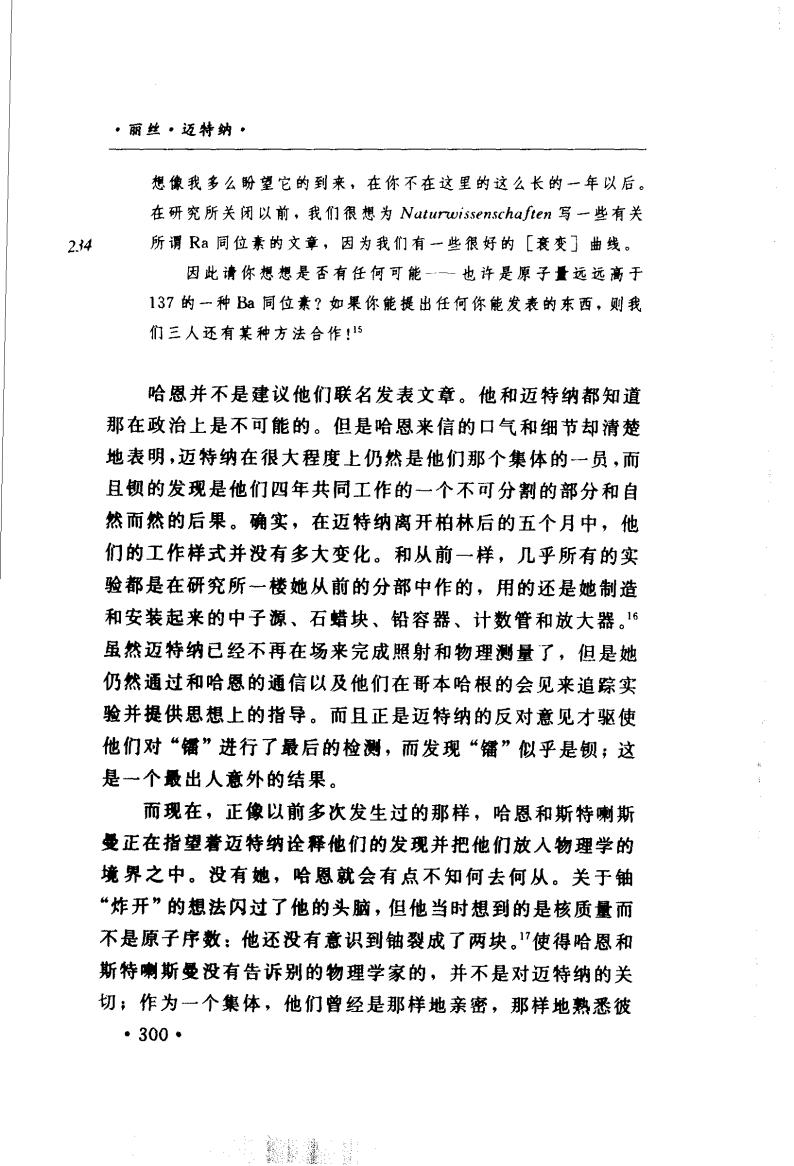 ·丽丝·迈特纳·
想像我多么盼望它的到来，在你不在这里的这么长的一年以后。
在研究所关闭以前，我们很想为 Naturwissenschaften 写一些有关
234
所谓 Ra 同位素的文章，因为我们有一些很好的［衰变］曲线。
因此请你想想是否有任何可能——也许是原子量远远高于
137 的一种 Ba 同位素？如果你能提出任何你能发表的东西，则我
们三人还有某种方法合作！15
哈恩并不是建议他们联名发表文章。他和迈特纳都知道
那在政治上是不可能的。但是哈恩来信的口气和细节却清楚
地表明，迈特纳在很大程度上仍然是他们那个集体的一员，而
且钡的发现是他们四年共同工作的一个不可分割的部分和自
然而然的后果。确实，在迈特纳离开柏林后的五个月中，他
们的工作样式并没有多大变化。和从前一样，几乎所有的实
验都是在研究所一楼她从前的分部中作的，用的还是她制造
和安装起来的中子源、石蜡块、铅容器、计数管和放大器。16
虽然迈特纳已经不再在场来完成照射和物理测量了，但是她
仍然通过和哈恩的通信以及他们在哥本哈根的会见来追踪实
验并提供思想上的指导。而且正是迈特纳的反对意见才驱使
他们对“镭”进行了最后的检测，而发现“镭”似乎是钡；这
是一个最出人意外的结果。
而现在，正像以前多次发生过的那样，哈恩和斯特喇斯
曼正在指望着迈特纳诠释他们的发现并把他们放入物理学的
境界之中。没有她，哈恩就会有点不知何去何从。关于铀
“炸开”的想法闪过了他的头脑，但他当时想到的是核质量而
不是原子序数；他还没有意识到铀裂成了两块。17使得哈恩和
斯特喇斯曼没有告诉别的物理学家的，并不是对迈特纳的关
切；作为一个集体，他们曾经是那样地亲密，那样地熟悉彼
·300·